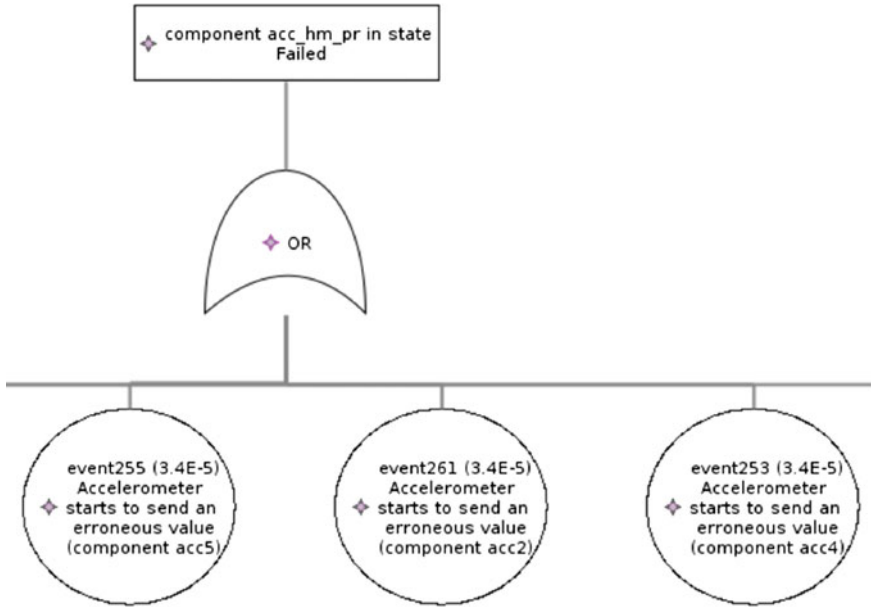 component acc_hm_pr in state
Failed
OR
event255 (3.4E-5)
Accelerometer
starts to send an
erroneous value
(component acc5)
event261 (3.4E-5)
Accelerometer
starts to send an
erroneous value
(component acc2)
event253 (3.4E-5)
Accelerometer
starts to send an
erroneous value
(component acc4)